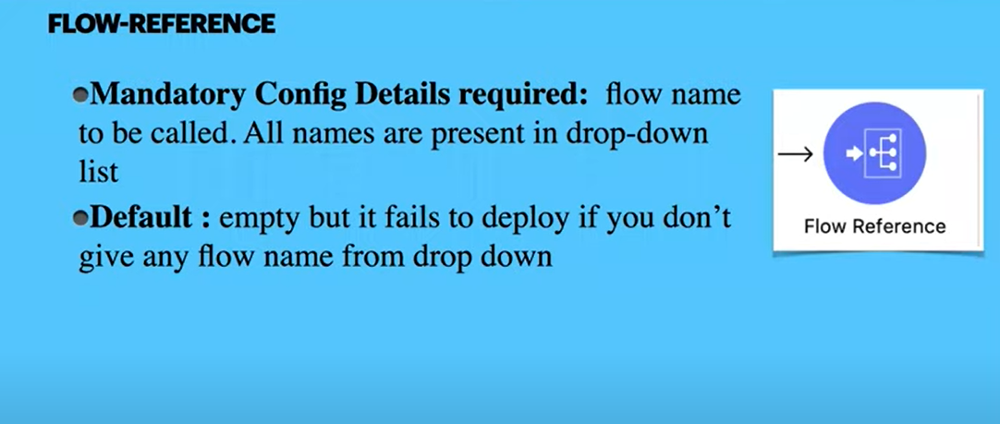 FLOW-REFERENCE
●Mandatory Config Details required: flow name
to be called. All names are present in drop-down
list
●Default : empty but it fails to deploy if you don’t
give any flow name from drop down
Flow Reference